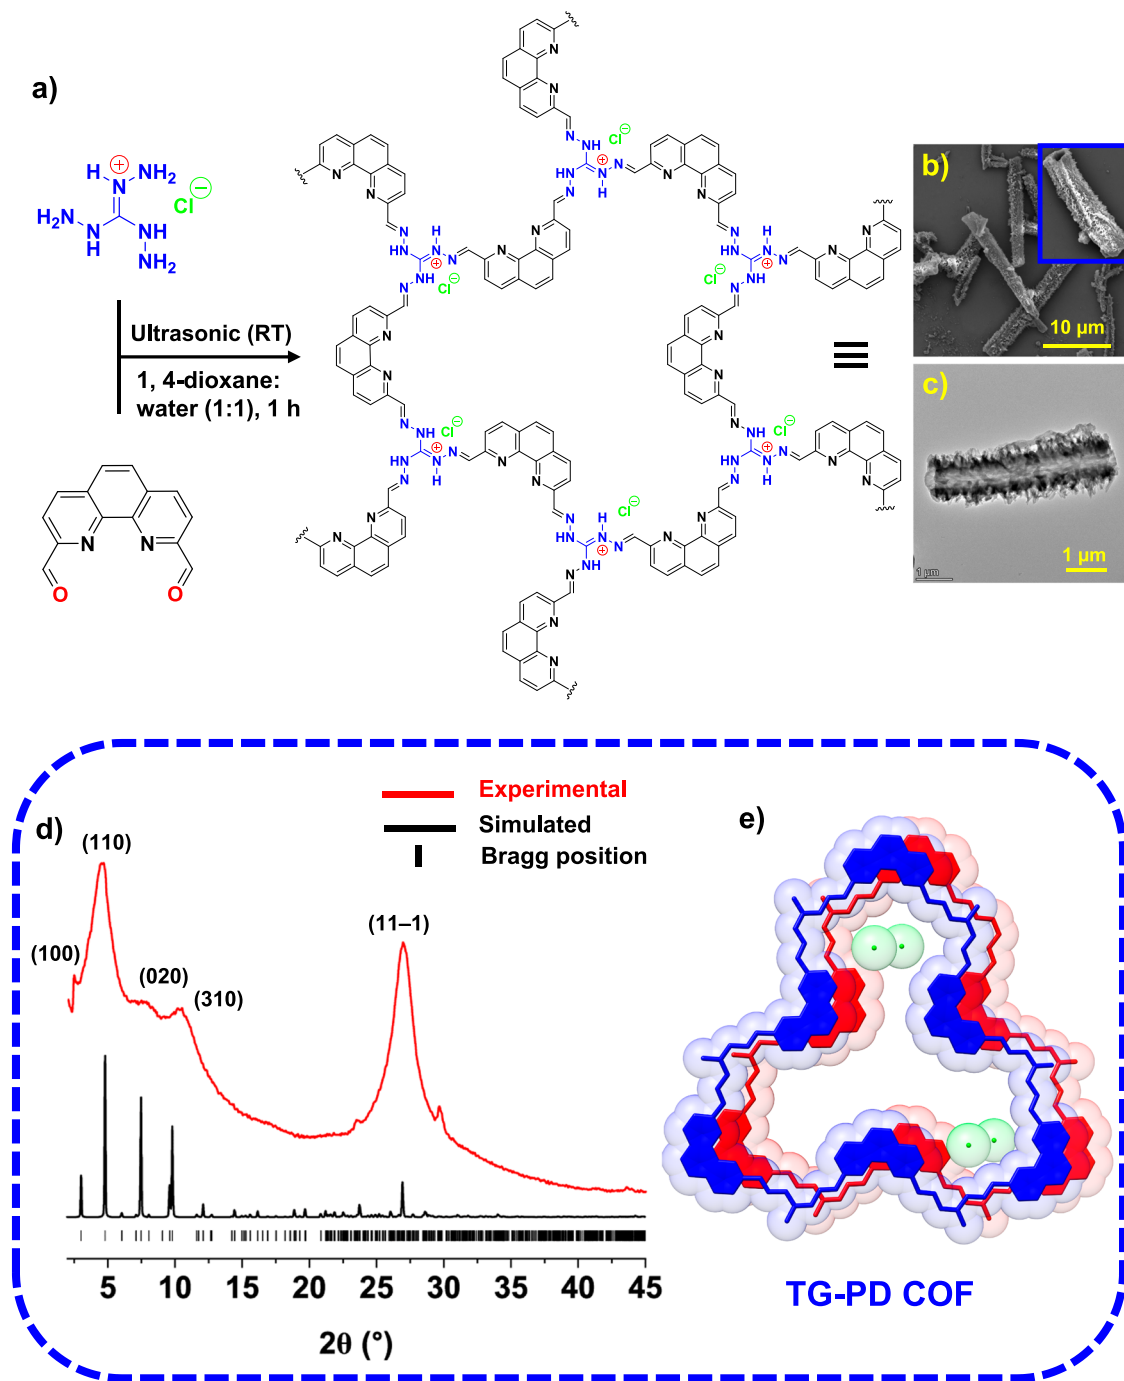 a)
H
N
NH₂
⊕
Cl⊖
H₂N
N
H
NH
NH₂
Ultrasonic (RT)
1, 4-dioxane:
water (1:1), 1 h
N
N
O
O
b)
10 µm
c)
1 µm
1 µm
Experimental
Simulated
Bragg position
d)
(110)
(100)
(020)
(310)
(11–1)
5
10
15
20
25
30
35
40
45
2θ (°)
e)
TG-PD COF